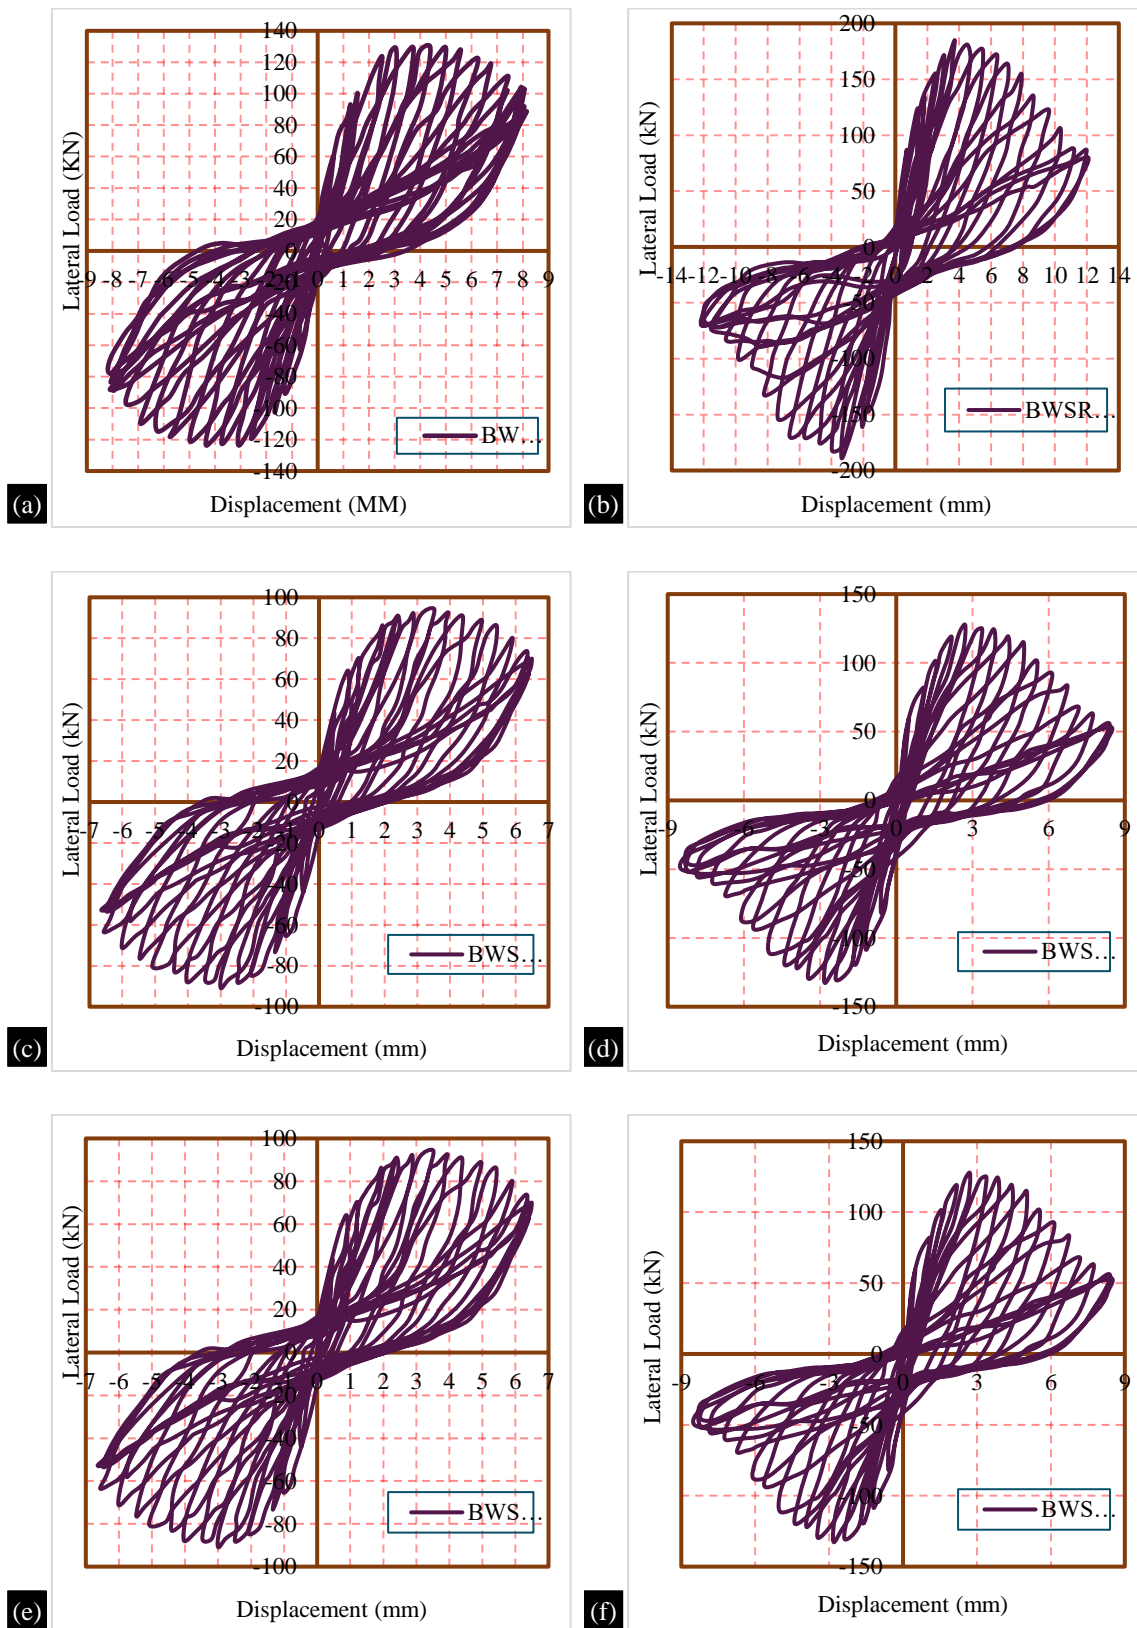 140
120
100
80
60
40
20
0
-20
-40
-60
-80
-100
-120
-140
-9 -8 -7 -6 -5 -4 -3 -2 -1 0 1 2 3 4 5 6 7 8 9
Lateral Load (KN)
Displacement (MM)
BW…
(a)
200
150
100
50
0
-50
-100
-150
-200
-14 -12 -10 -8 -6 -4 -2 0 2 4 6 8 10 12 14
Lateral Load (kN)
Displacement (mm)
BWSR…
(b)
100
80
60
40
20
0
-20
-40
-60
-80
-100
-7 -6 -5 -4 -3 -2 -1 0 1 2 3 4 5 6 7
Lateral Load (kN)
Displacement (mm)
BWS…
(c)
150
100
50
0
-50
-100
-150
-9 -6 -3 0 3 6 9
Lateral Load (kN)
Displacement (mm)
BWS…
(d)
100
80
60
40
20
0
-20
-40
-60
-80
-100
-7 -6 -5 -4 -3 -2 -1 0 1 2 3 4 5 6 7
Lateral Load (kN)
Displacement (mm)
BWS…
(e)
150
100
50
0
-50
-100
-150
-9 -6 -3 0 3 6 9
Lateral Load (kN)
Displacement (mm)
BWS…
(f)